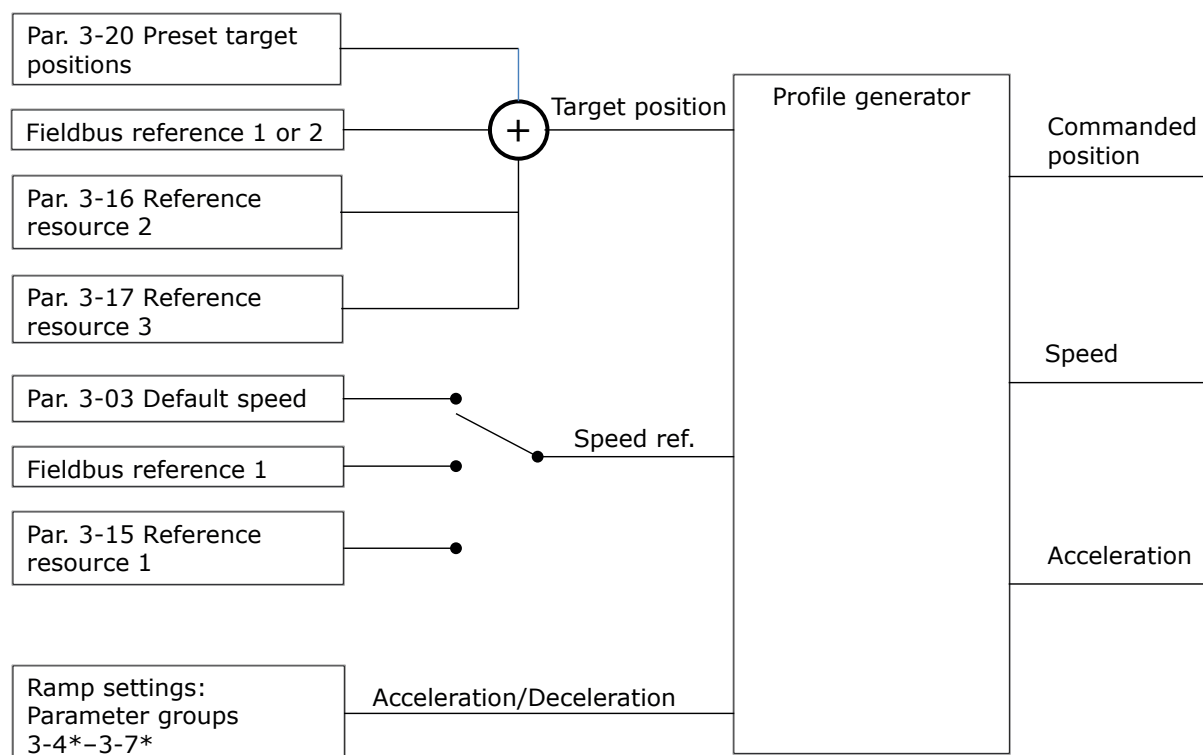 Par. 3-20 Preset target
positions
Fieldbus reference 1 or 2
Par. 3-16 Reference
resource 2
Par. 3-17 Reference
resource 3
Par. 3-03 Default speed
Fieldbus reference 1
Par. 3-15 Reference
resource 1
Ramp settings:
Parameter groups
3-4*–3-7*
+
Target position
Speed ref.
Acceleration/Deceleration
Profile generator
Commanded
position
Speed
Acceleration